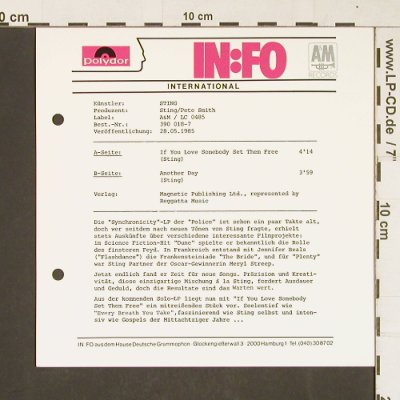 0 cm
10 cm
polydor
IN:FO
A&M
RECORDS
INTERNATIONAL
Künstler: STING
Produzent: Sting/Pete Smith
Label: A&M / LC 0485
Best.-Nr.: 390 018-7
Veröffentlichung: 28.05.1985
A-Seite: If You Love Somebody Set Them Free 4'14
(Sting)
B-Seite: Another Day 3'59
(Sting)
Verlag: Magnetic Publishing Ltd., represented by
Reggatta Music
Die "Synchronicity"-LP der "Police" ist schon ein paar Takte alt,
doch wer seitdem nach neuen Tönen von Sting fragte, erhielt
stets Auskünfte über verschiedene interessante Filmprojekte:
im Science Fiction-Hit "Dune" spielte er bekanntlich die Rolle
des finsteren Feyd. In Frankreich entstand mit Jennifer Beals
("Flashdance") die Frankensteiniade "The Bride", und für "Plenty"
war Sting Partner der Oscar-Gewinnerin Meryl Streep.
Jetzt endlich fand er Zeit für neue Songs. Präzision und Kreati-
vität, diese einzigartige Mischung à la Sting, fordert Ausdauer
und Geduld, doch die Resultate sind das Warten wert.
Aus der kommenden Solo-LP liegt nun mit "If You Love Somebody
Set Them Free" ein mitreißendes Stück vor. Seelentief wie
"Every Breath You Take", faszinierend wie Sting selbst und inten-
siv wie Gospels der Mittachtziger Jahre ...
IN:FO aus dem Hause Deutsche Grammophon · Glockengießerwall 3 · 2000 Hamburg 1 Tel. (040) 308702
(c) www.LP-CD.de / 7"
10 cm